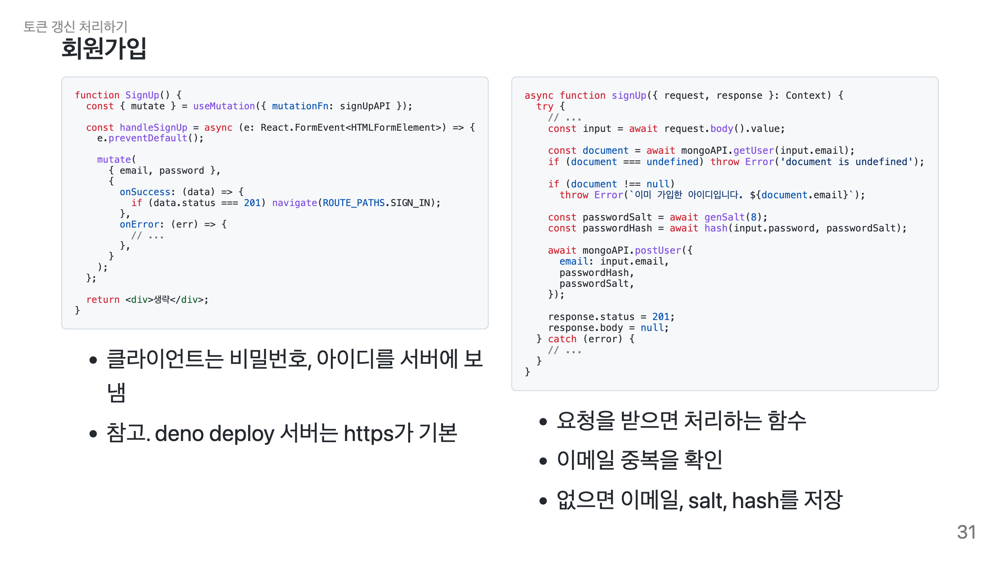 토큰 갱신 처리하기
회원가입
function SignUp() {
  const { mutate } = useMutation({ mutationFn: signUpAPI });

  const handleSignUp = async (e: React.FormEvent<HTMLFormElement>) => {
    e.preventDefault();

    mutate(
      { email, password },
      {
        onSuccess: (data) => {
          if (data.status === 201) navigate(ROUTE_PATHS.SIGN_IN);
        },
        onError: (err) => {
          // ...
        },
      }
    );
  };

  return <div>생략</div>;
}
• 클라이언트는 비밀번호, 아이디를 서버에 보
냄
• 참고. deno deploy 서버는 https가 기본
async function signUp({ request, response }: Context) {
  try {
    // ...
    const input = await request.body().value;

    const document = await mongoAPI.getUser(input.email);
    if (document === undefined) throw Error('document is undefined');

    if (document !== null)
      throw Error(`이미 가입한 아이디입니다. ${document.email}`);

    const passwordSalt = await genSalt(8);
    const passwordHash = await hash(input.password, passwordSalt);

    await mongoAPI.postUser({
      email: input.email,
      passwordHash,
      passwordSalt,
    });

    response.status = 201;
    response.body = null;
  } catch (error) {
    // ...
  }
}
• 요청을 받으면 처리하는 함수
• 이메일 중복을 확인
• 없으면 이메일, salt, hash를 저장
31